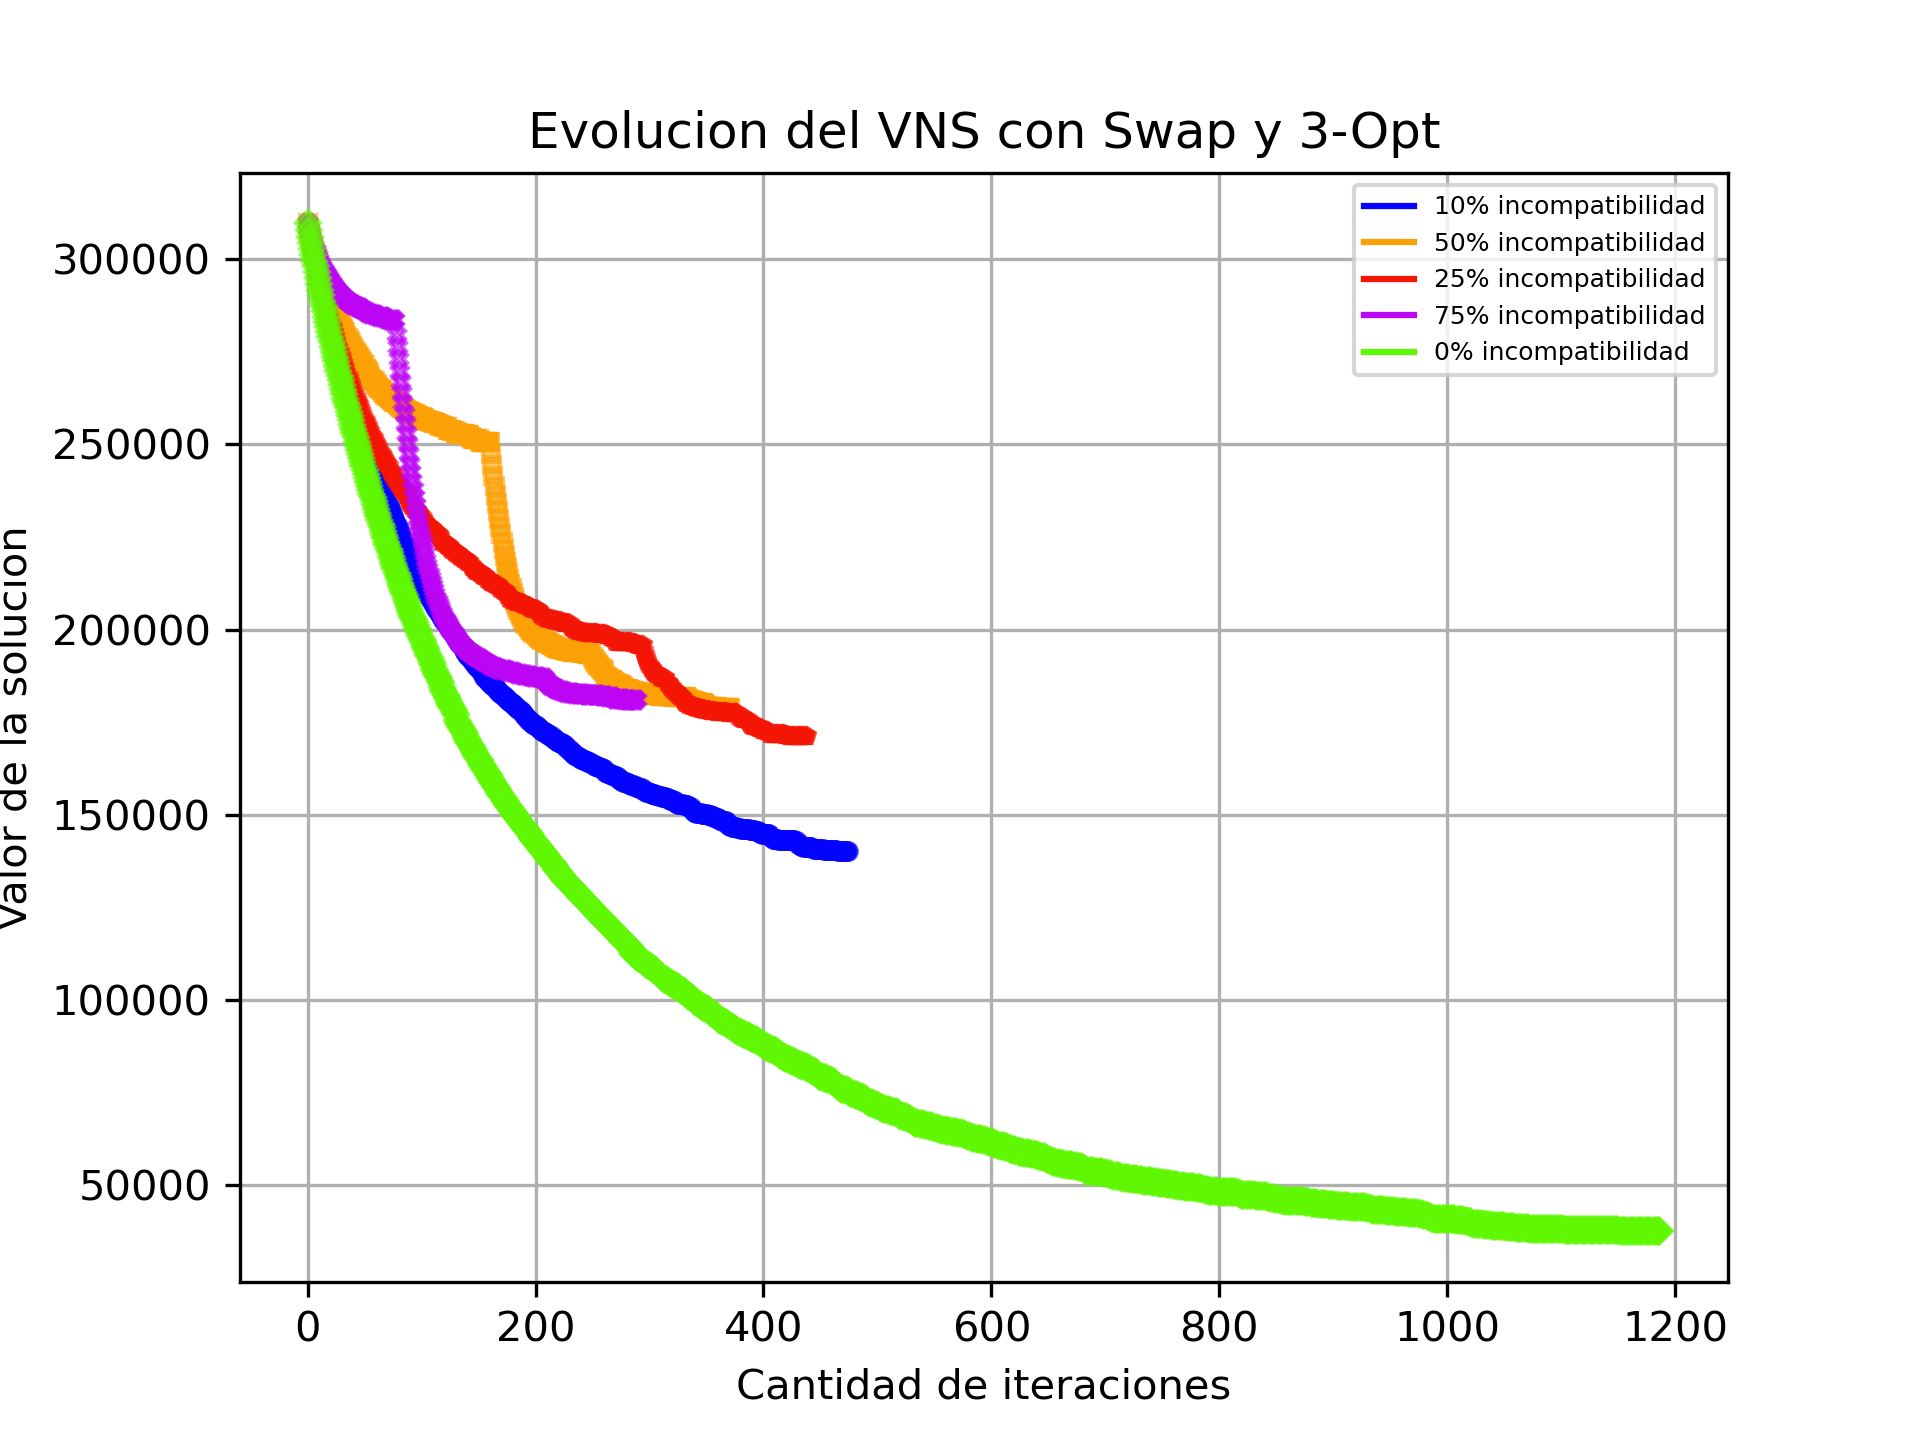 Evolucion del VNS con Swap y 3-Opt
10% incompatibilidad
50% incompatibilidad
25% incompatibilidad
75% incompatibilidad
0% incompatibilidad
Valor de la solucion
300000
250000
200000
150000
100000
50000
0 200 400 600 800 1000 1200
Cantidad de iteraciones